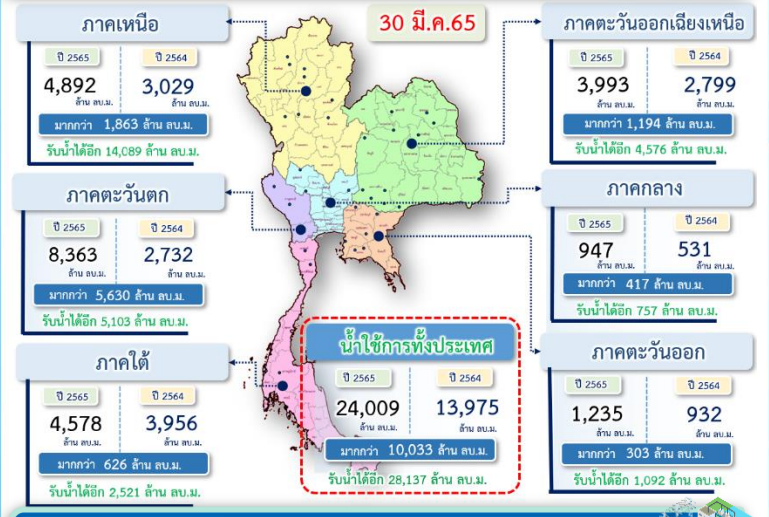 30 มี.ค.65
ภาคเหนือ
ปี 2565 ปี 2564
4,892 3,029
ล้าน ลบ.ม. ล้าน ลบ.ม.
มากกว่า 1,863 ล้าน ลบ.ม.
รับน้ำได้อีก 14,089 ล้าน ลบ.ม.
ภาคตะวันออกเฉียงเหนือ
ปี 2565 ปี 2564
3,993 2,799
ล้าน ลบ.ม. ล้าน ลบ.ม.
มากกว่า 1,194 ล้าน ลบ.ม.
รับน้ำได้อีก 4,576 ล้าน ลบ.ม.
ภาคตะวันตก
ปี 2565 ปี 2564
8,363 2,732
ล้าน ลบ.ม. ล้าน ลบ.ม.
มากกว่า 5,630 ล้าน ลบ.ม.
รับน้ำได้อีก 5,103 ล้าน ลบ.ม.
ภาคกลาง
ปี 2565 ปี 2564
947 531
ล้าน ลบ.ม. ล้าน ลบ.ม.
มากกว่า 417 ล้าน ลบ.ม.
รับน้ำได้อีก 757 ล้าน ลบ.ม.
ภาคใต้
ปี 2565 ปี 2564
4,578 3,956
ล้าน ลบ.ม. ล้าน ลบ.ม.
มากกว่า 626 ล้าน ลบ.ม.
รับน้ำได้อีก 2,521 ล้าน ลบ.ม.
น้ำใช้การทั้งประเทศ
ปี 2565 ปี 2564
24,009 13,975
ล้าน ลบ.ม. ล้าน ลบ.ม.
มากกว่า 10,033 ล้าน ลบ.ม.
รับน้ำได้อีก 28,137 ล้าน ลบ.ม.
ภาคตะวันออก
ปี 2565 ปี 2564
1,235 932
ล้าน ลบ.ม. ล้าน ลบ.ม.
มากกว่า 303 ล้าน ลบ.ม.
รับน้ำได้อีก 1,092 ล้าน ลบ.ม.